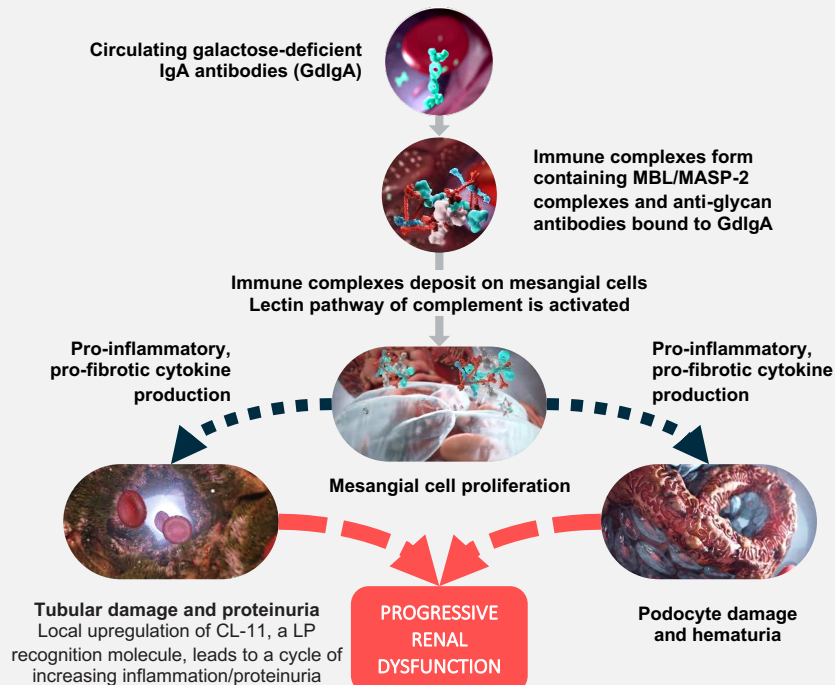 Circulating galactose-deficient
IgA antibodies (GdIgA)
Immune complexes form
containing MBL/MASP-2
complexes and anti-glycan
antibodies bound to GdIgA
Immune complexes deposit on mesangial cells
Lectin pathway of complement is activated
Pro-inflammatory,
pro-fibrotic cytokine
production
Pro-inflammatory,
pro-fibrotic cytokine
production
Mesangial cell proliferation
Tubular damage and proteinuria
Local upregulation of CL-11, a LP
recognition molecule, leads to a cycle of
increasing inflammation/proteinuria
PROGRESSIVE
RENAL
DYSFUNCTION
Podocyte damage
and hematuria